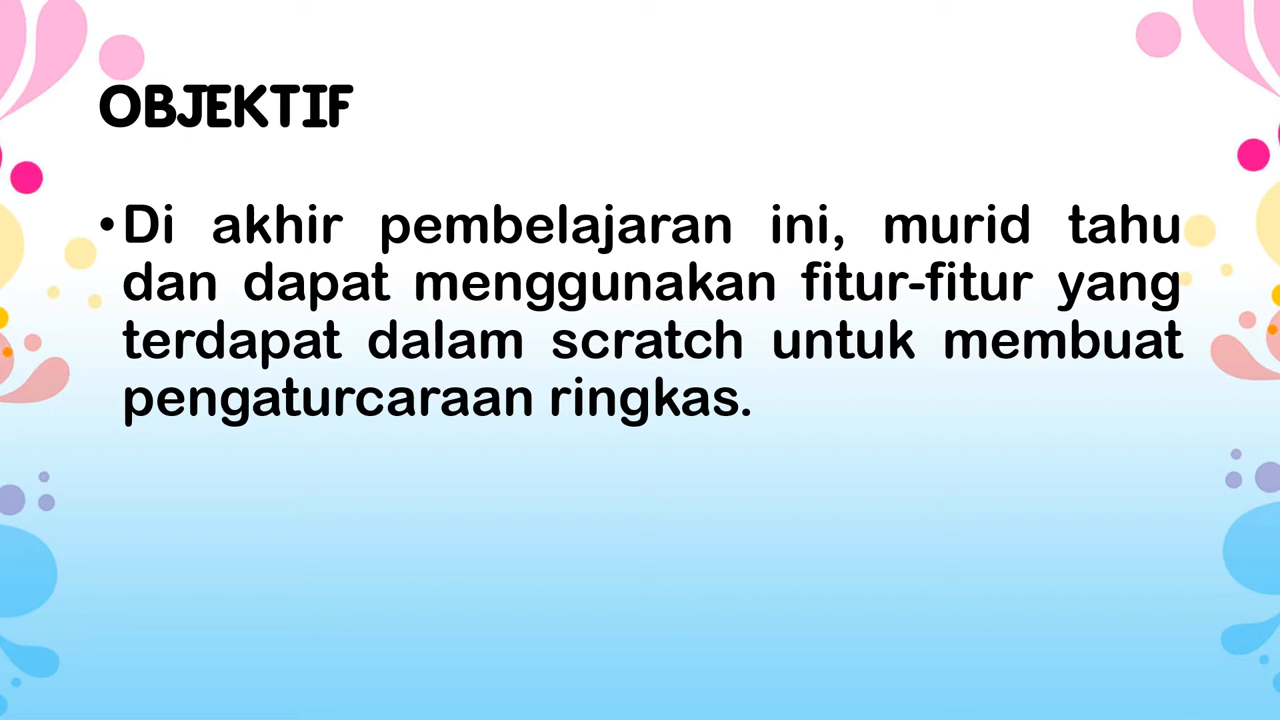 OBJEKTIF
•Di akhir pembelajaran ini, murid tahu
dan dapat menggunakan fitur-fitur yang
terdapat dalam scratch untuk membuat
pengaturcaraan ringkas.